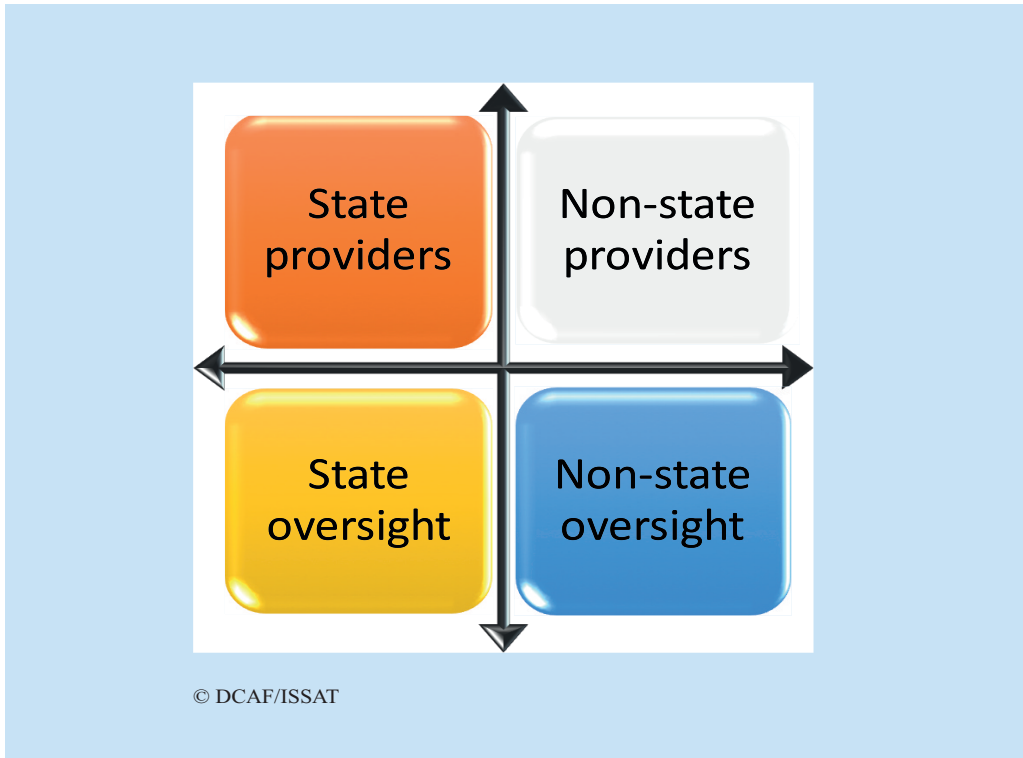 State
providers
Non-state
providers
State
oversight
Non-state
oversight
© DCAF/ISSAT